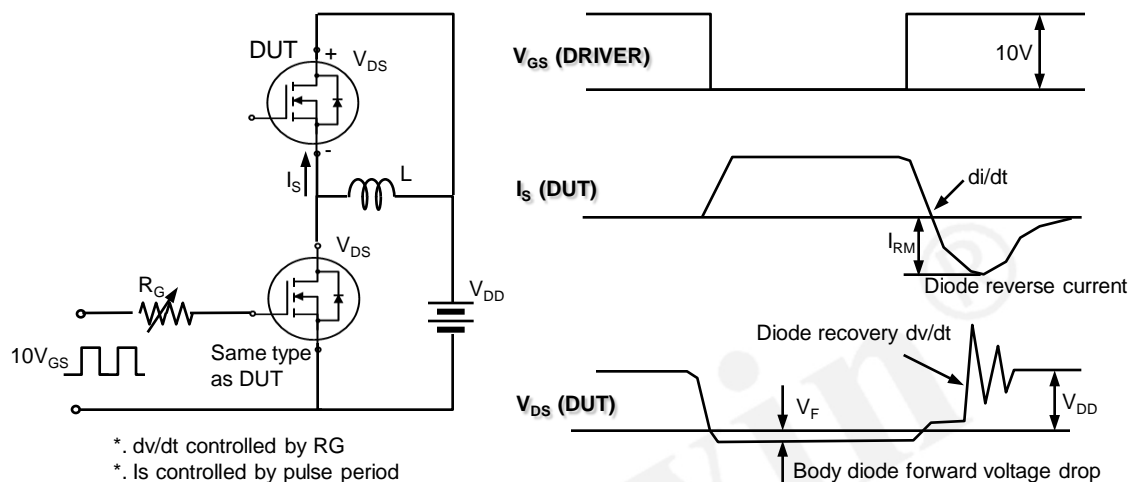 DUT
+
V_DS
-
I_S
L
V_DS
R_G
V_DD
10V_GS
Same type
as DUT
*. dv/dt controlled by RG
*. Is controlled by pulse period
V_GS (DRIVER)
10V
I_S (DUT)
di/dt
I_RM
Diode reverse current
Diode recovery dv/dt
V_DS (DUT)
V_F
V_DD
Body diode forward voltage drop